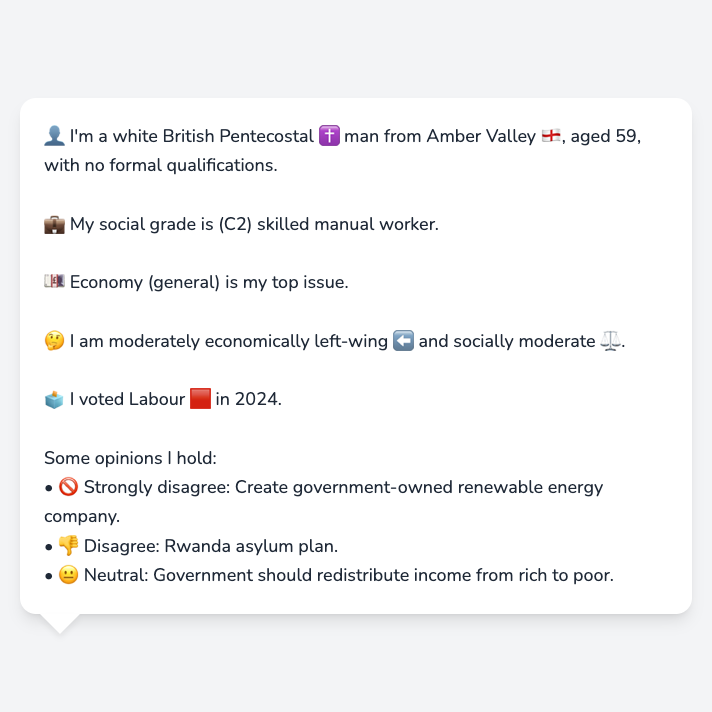 👤 I'm a white British Pentecostal ✝️ man from Amber Valley 🏴󠁧󠁢󠁥󠁮󠁧󠁿, aged 59,
with no formal qualifications.
💼 My social grade is (C2) skilled manual worker.
💷 Economy (general) is my top issue.
🤔 I am moderately economically left-wing ⬅️ and socially moderate ⚖️.
🗳️ I voted Labour 🟥 in 2024.
Some opinions I hold:
• 🚫 Strongly disagree: Create government-owned renewable energy
company.
• 👎 Disagree: Rwanda asylum plan.
• 😐 Neutral: Government should redistribute income from rich to poor.